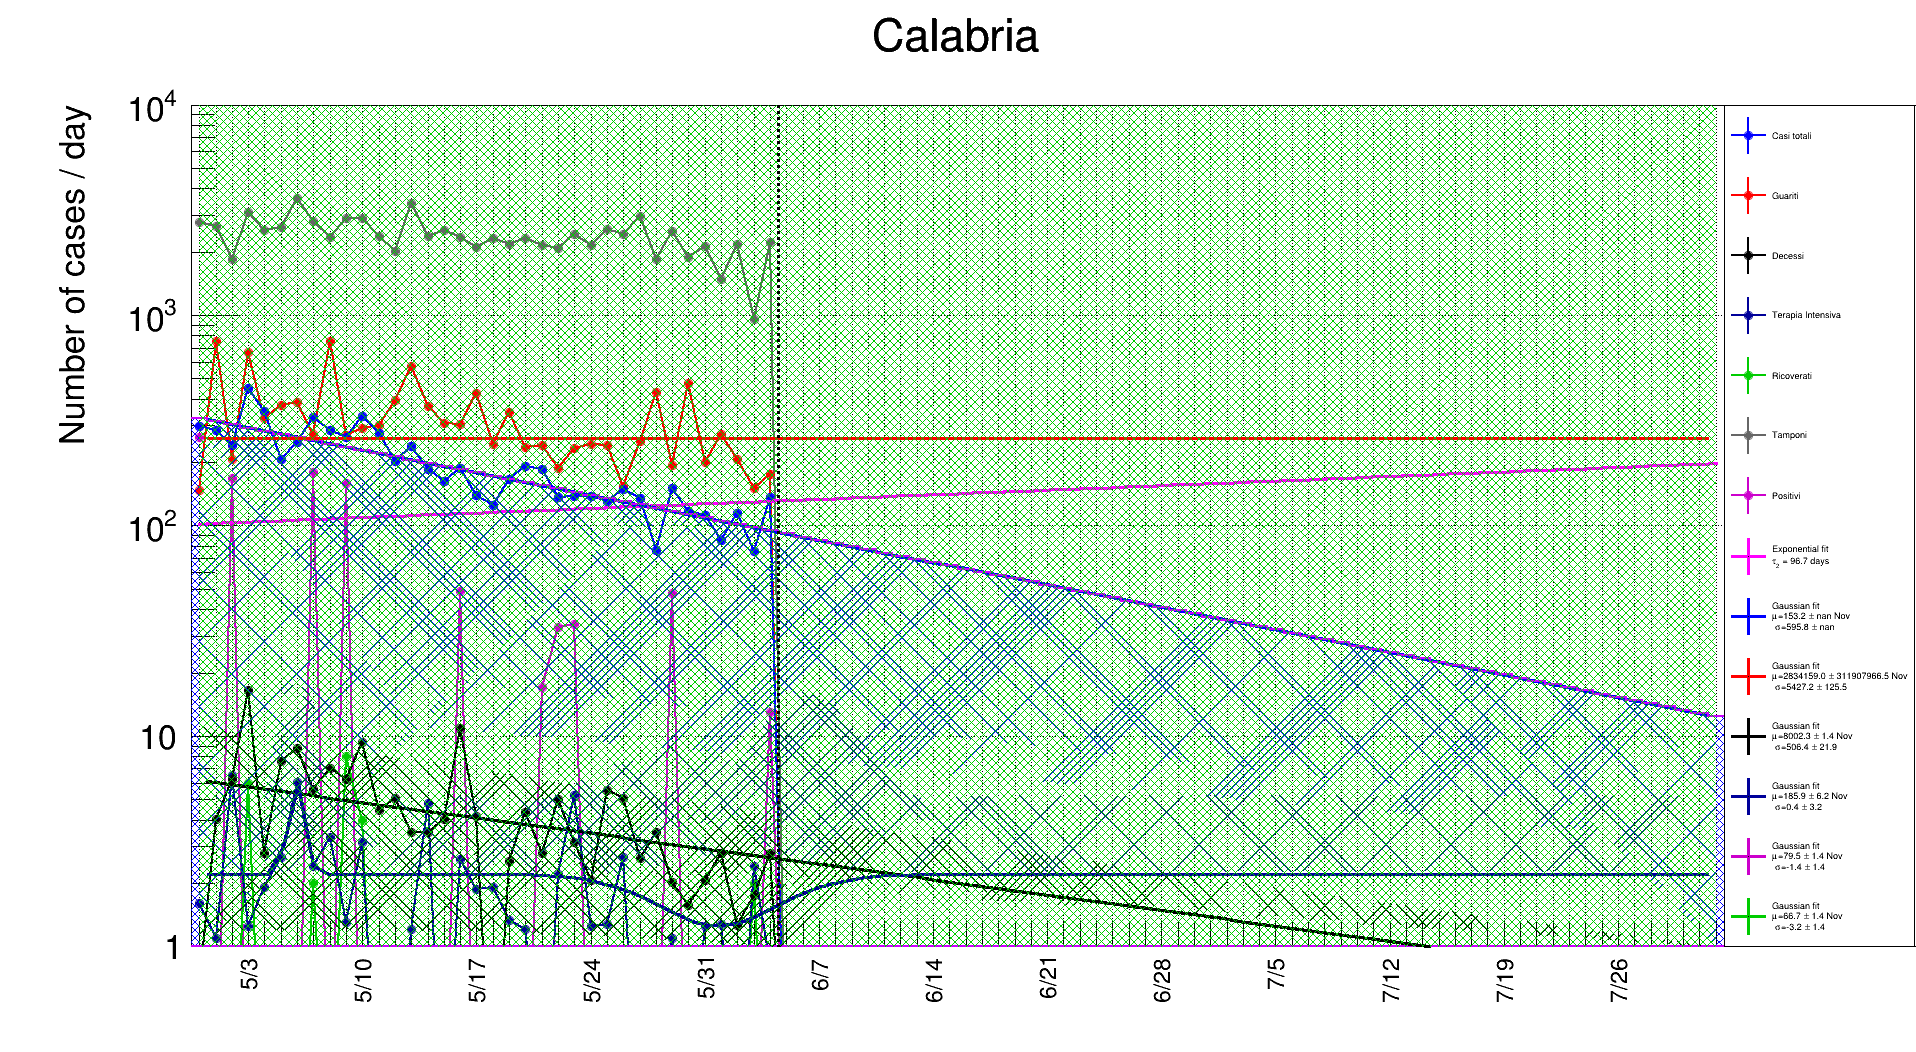 Calabria
Number of cases / day
10⁴
10³
10²
10
1
5/3
5/10
5/17
5/24
5/31
6/7
6/14
6/21
6/28
7/5
7/12
7/19
7/26
Casi totali
Guariti
Decessi
Terapia Intensiva
Ricoverati
Tamponi
Positivi
Exponential fit
τ₂ = 96.7 days
Gaussian fit
μ=153.2 ± nan Nov
σ=595.8 ± nan
Gaussian fit
μ=2834159.0 ± 311907966.5 Nov
σ=5427.2 ± 125.5
Gaussian fit
μ=8002.3 ± 1.4 Nov
σ=506.4 ± 21.9
Gaussian fit
μ=185.9 ± 6.2 Nov
σ=0.4 ± 3.2
Gaussian fit
μ=79.5 ± 1.4 Nov
σ=-1.4 ± 1.4
Gaussian fit
μ=66.7 ± 1.4 Nov
σ=-3.2 ± 1.4